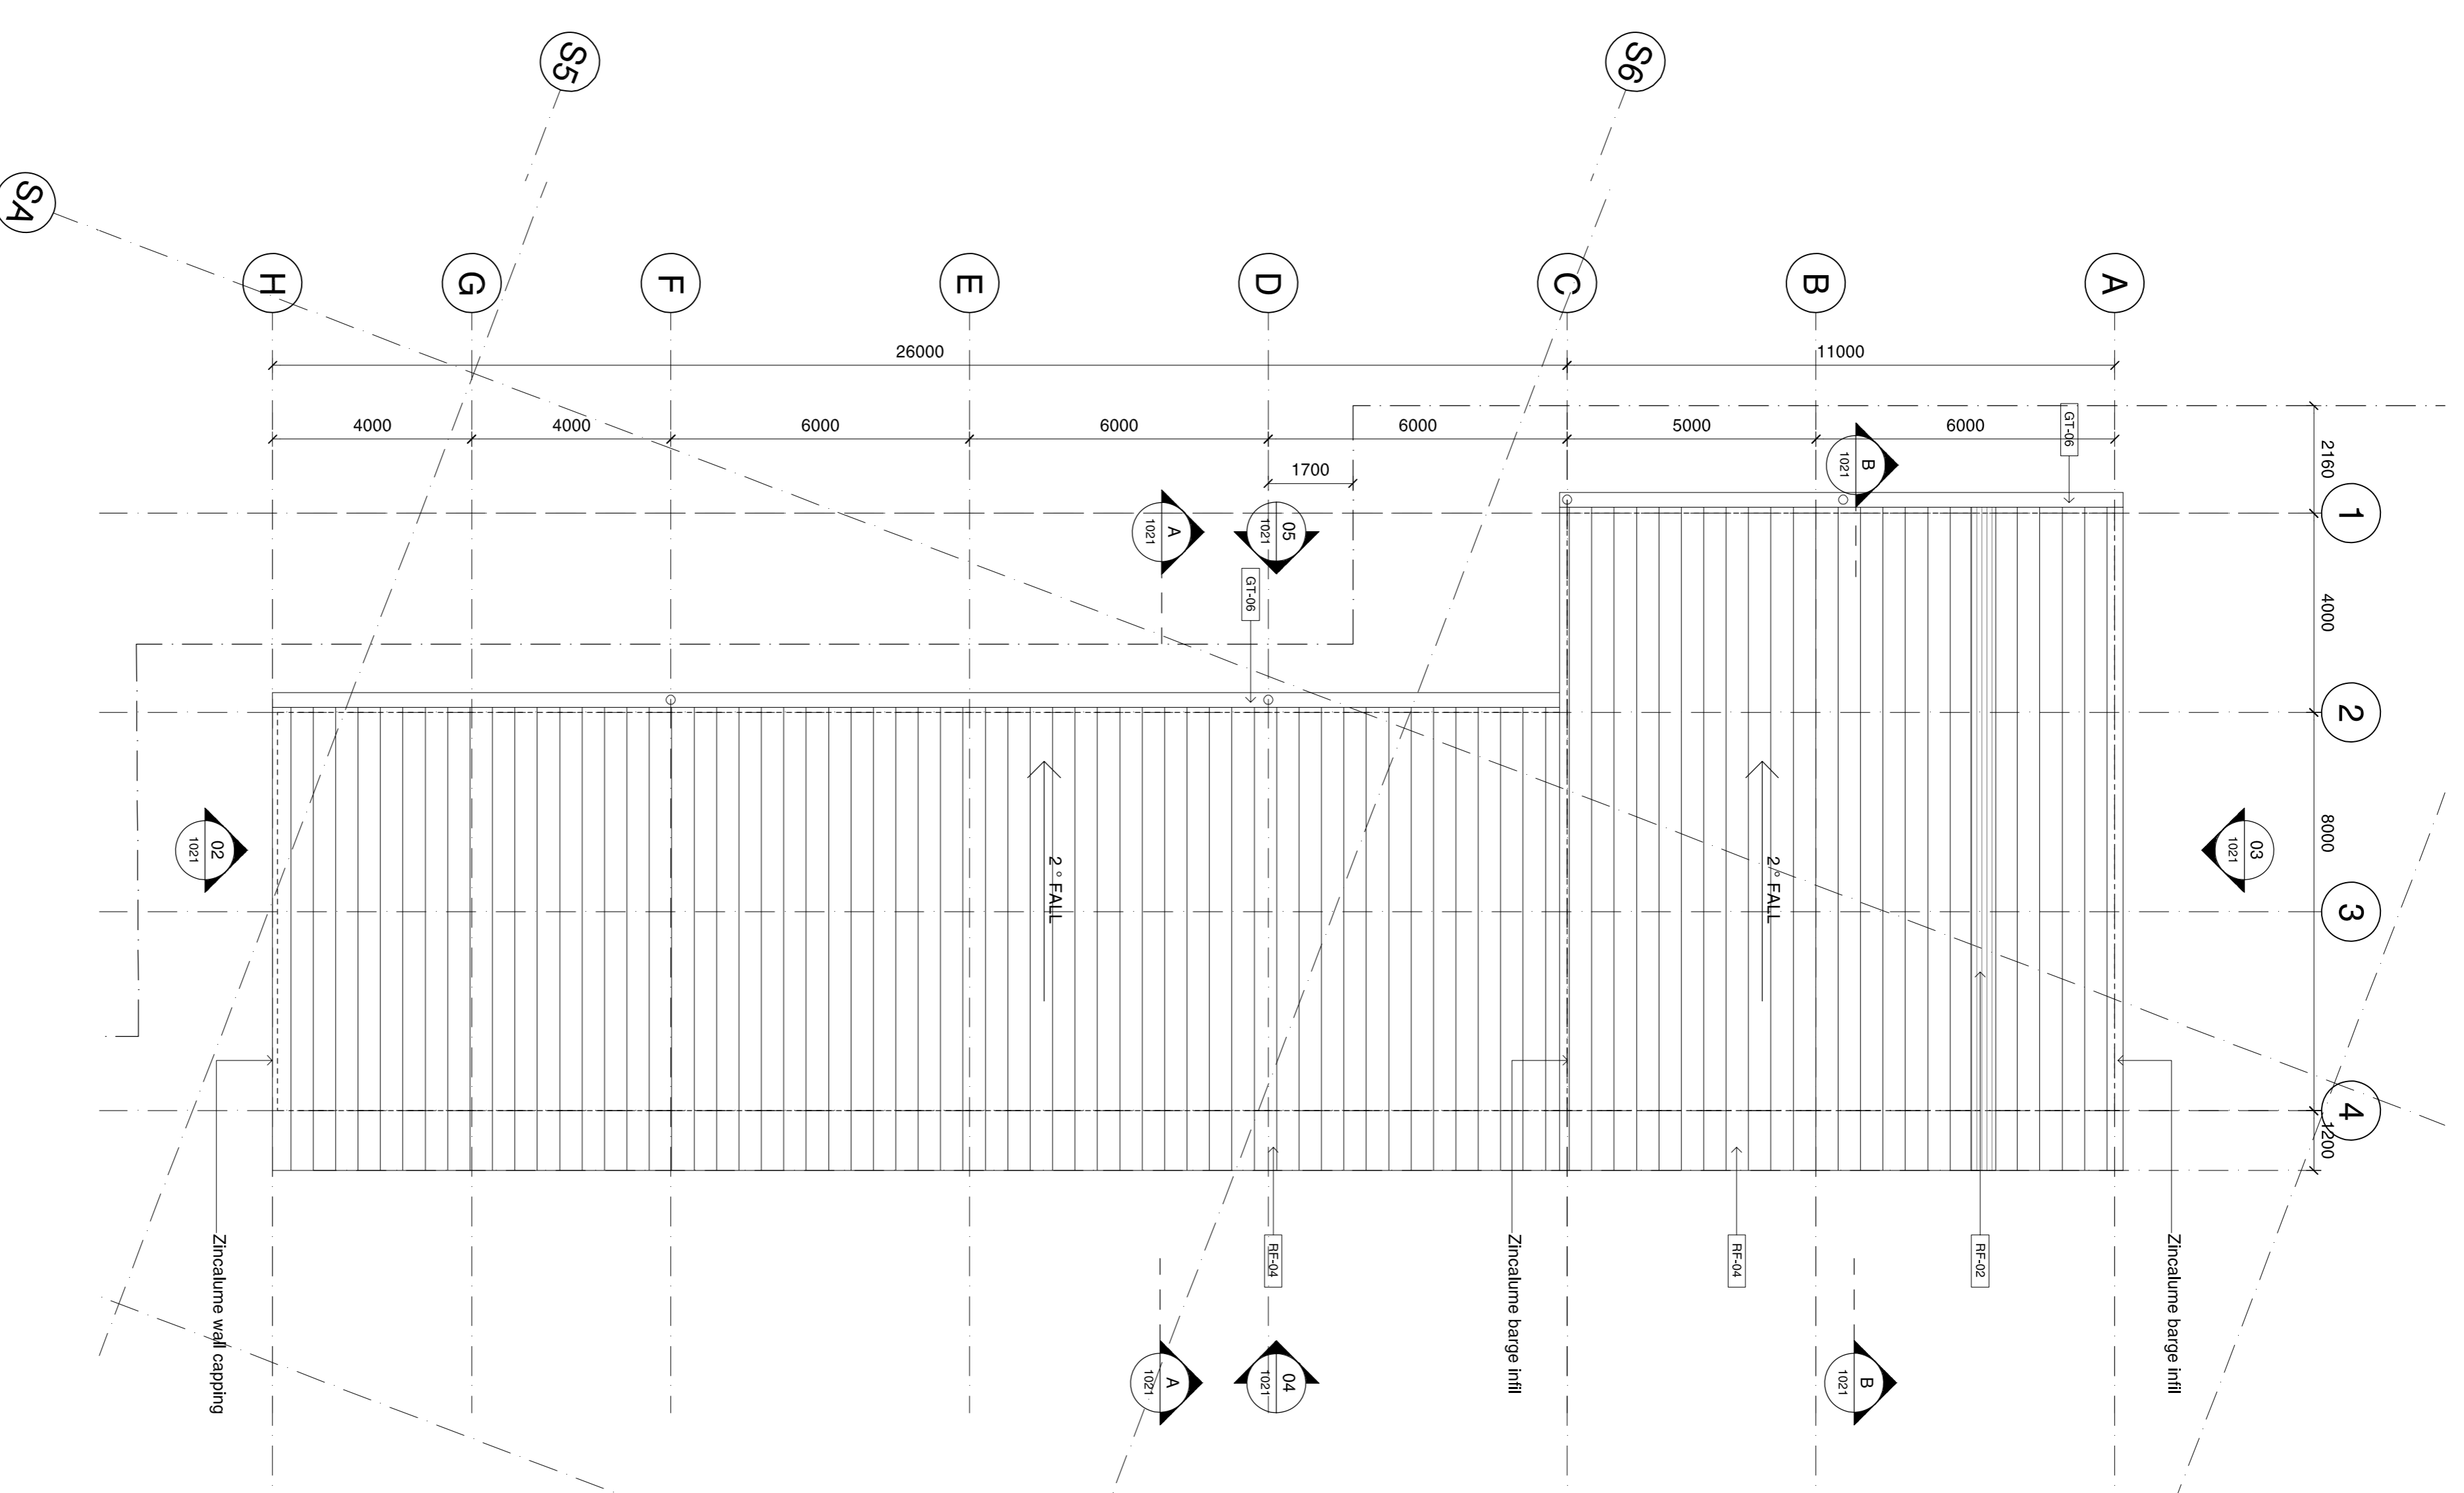 S5
S6
SA
H
G
F
E
D
C
B
A
26000
11000
4000
4000
6000
6000
6000
5000
6000
GT-06
2160
1700
B
1021
1
A
1021
05
1021
GT-06
4000
2
02
1021
2° FALL
2° FALL
8000
03
1021
3
4
1200
Zincalume wall capping
RF-04
Zincalume barge infil
RF-04
RF-02
Zincalume barge infil
A
1021
04
1021
B
1021